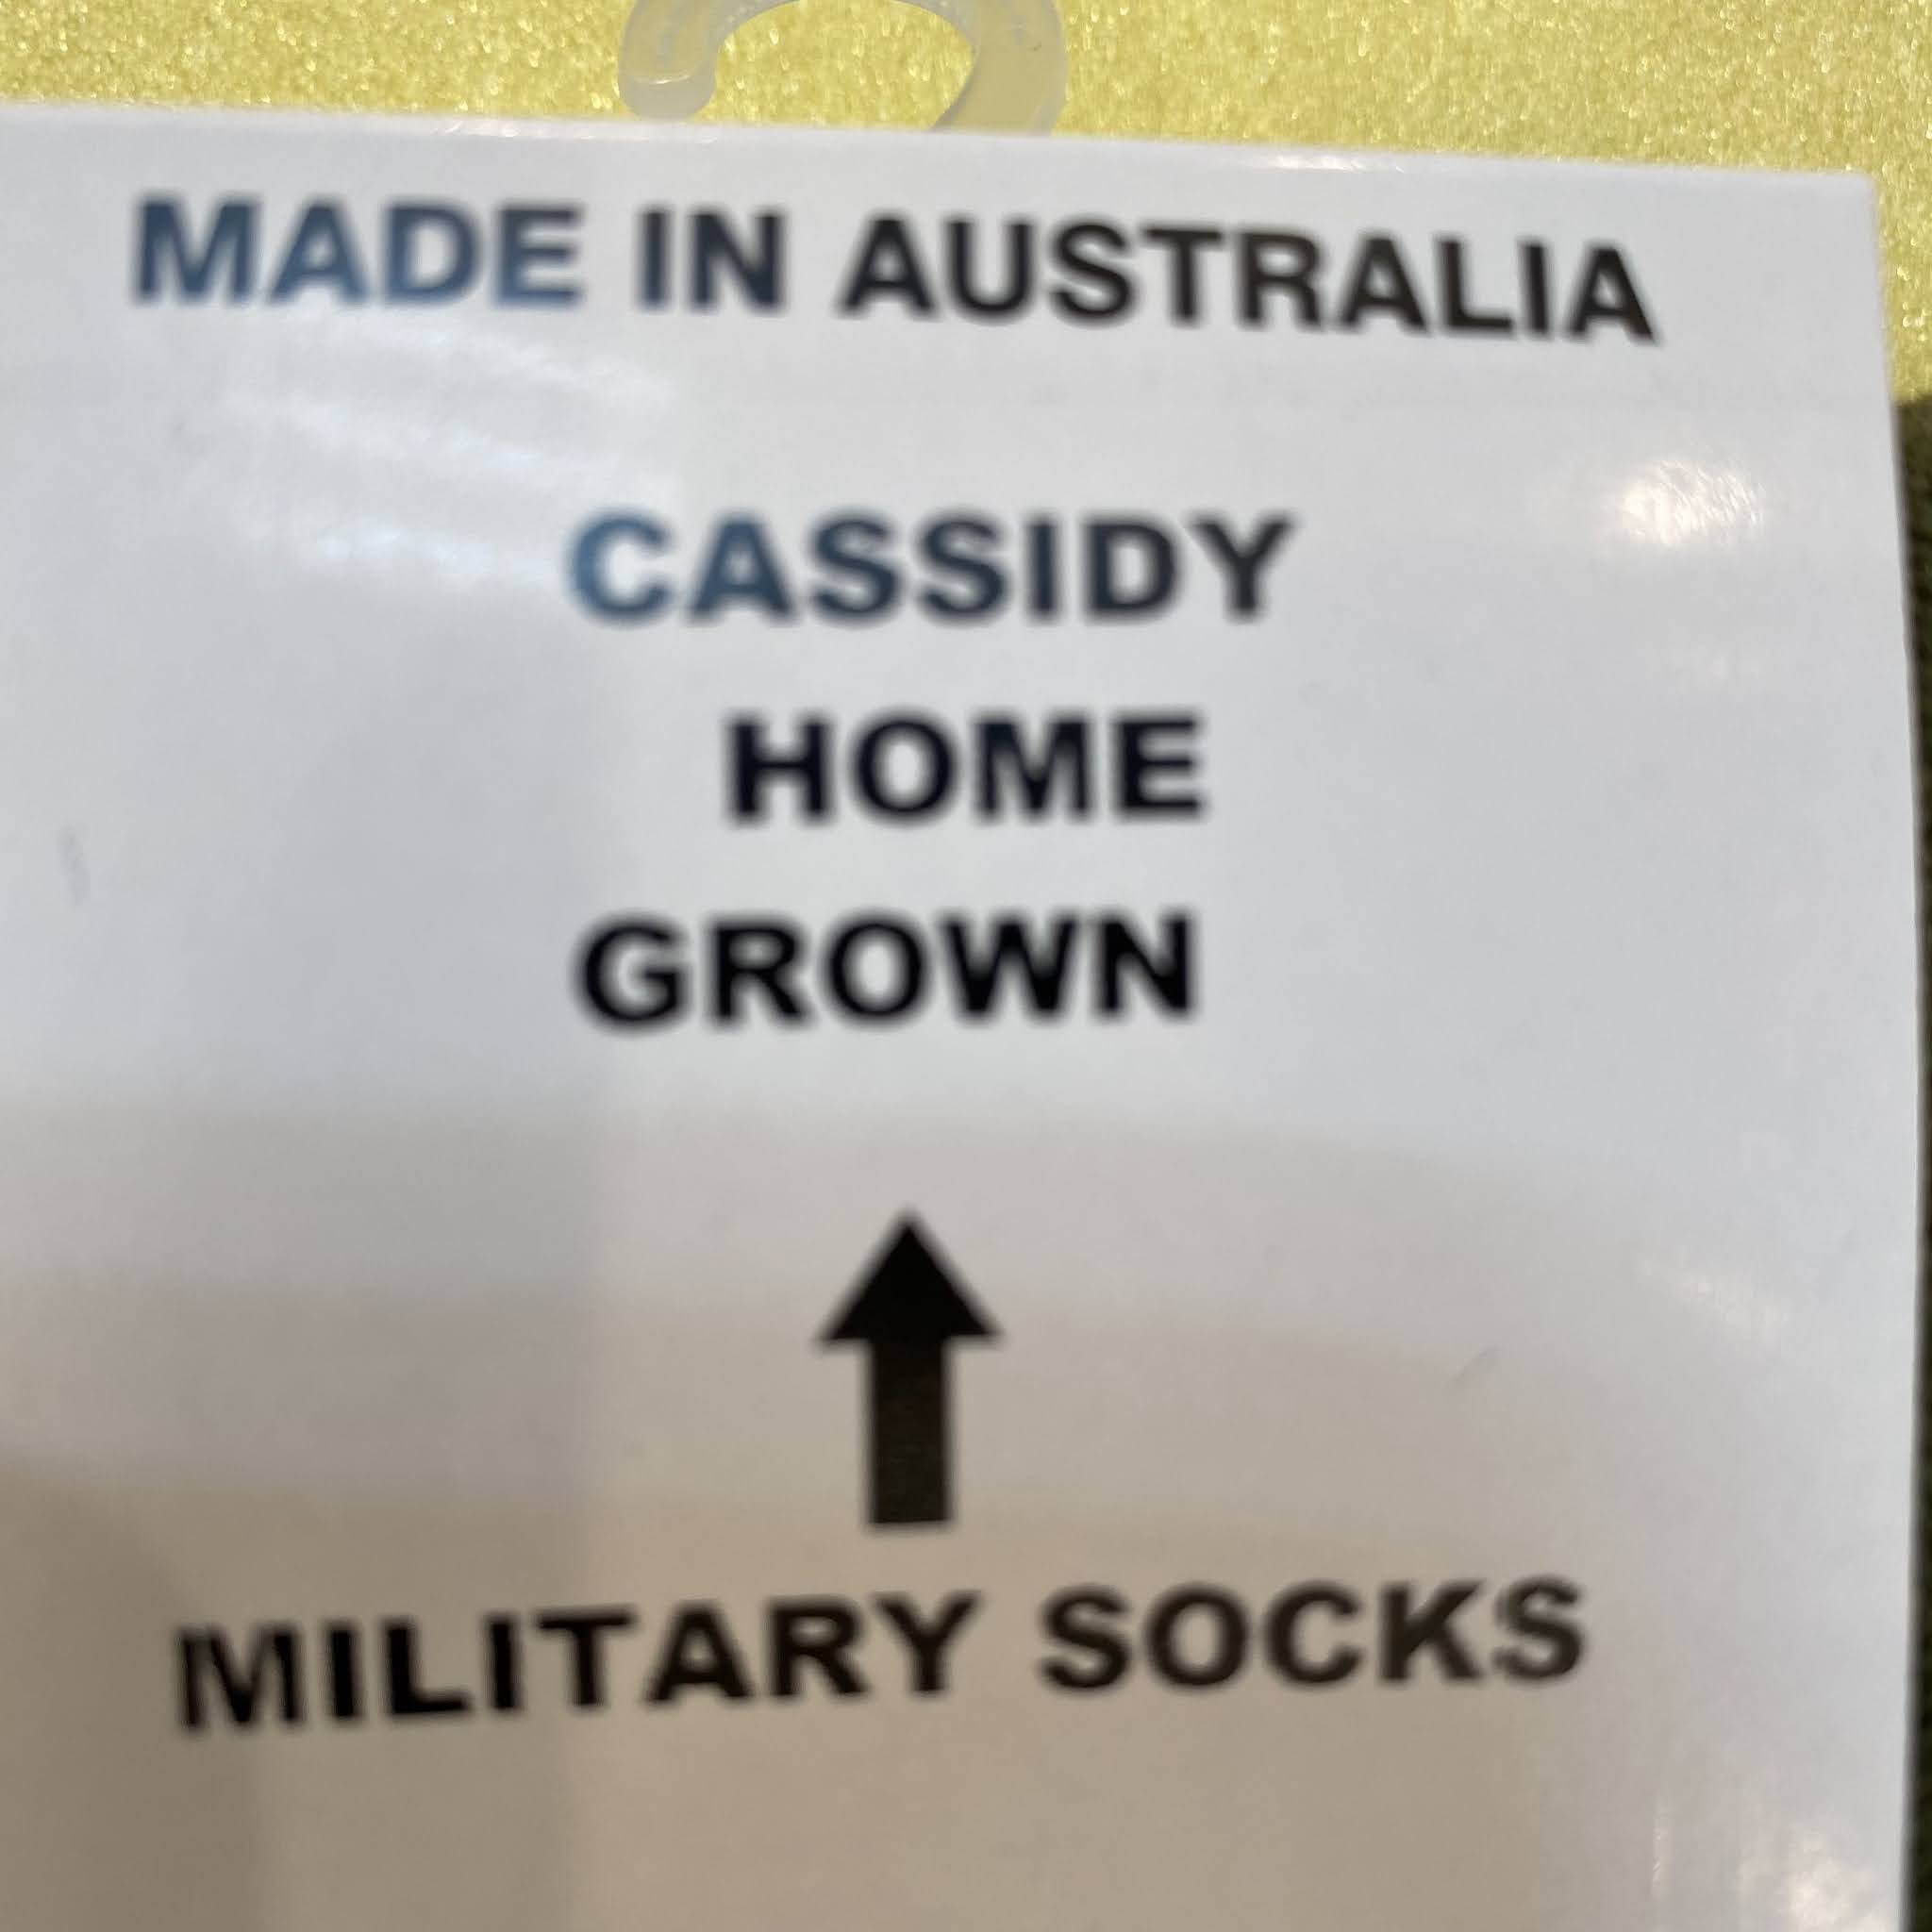 MADE IN AUSTRALIA
CASSIDY
HOME
GROWN
MILITARY SOCKS